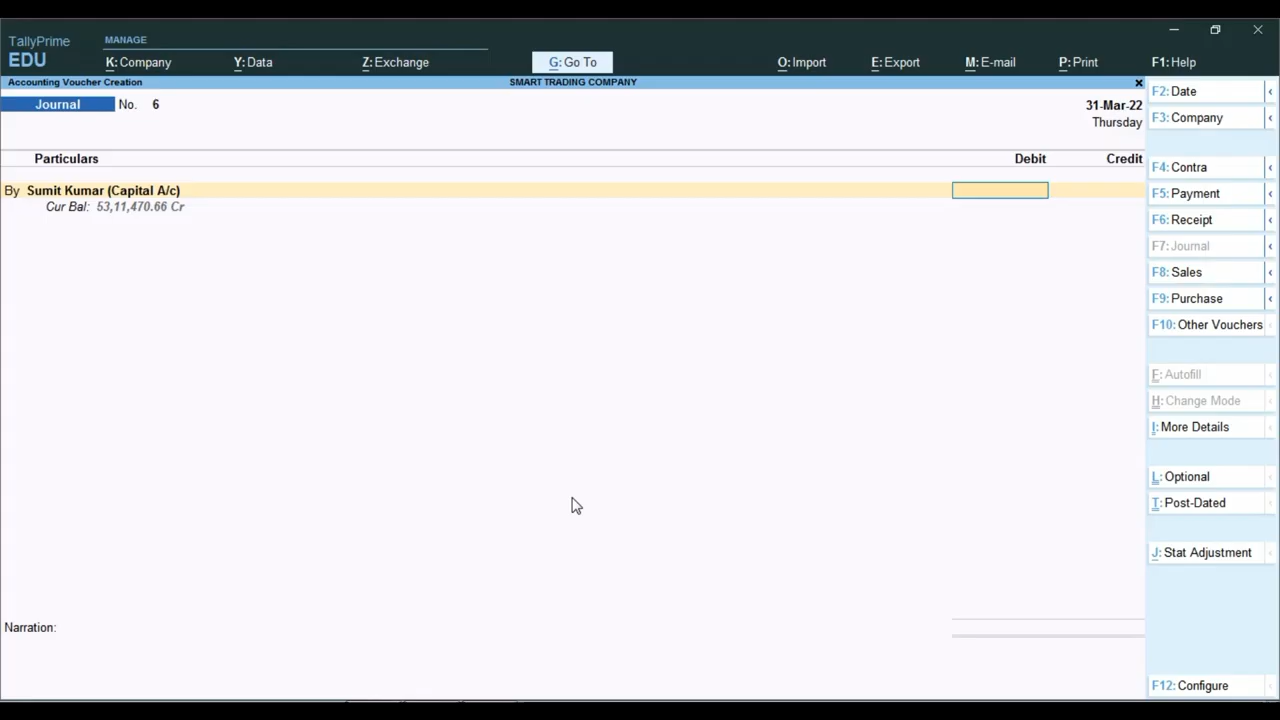 TallyPrime
EDU
MANAGE
K: Company Y: Data Z: Exchange G: Go To O: Import E: Export M: E-mail P: Print F1: Help
Accounting Voucher Creation SMART TRADING COMPANY
Journal No. 6 31-Mar-22
Thursday
Particulars Debit Credit
By Sumit Kumar (Capital A/c)
Cur Bal: 53,11,470.66 Cr
Narration:
F2: Date
F3: Company
F4: Contra
F5: Payment
F6: Receipt
F7: Journal
F8: Sales
F9: Purchase
F10: Other Vouchers
F: Autofill
H: Change Mode
I: More Details
L: Optional
T: Post-Dated
J: Stat Adjustment
F12: Configure